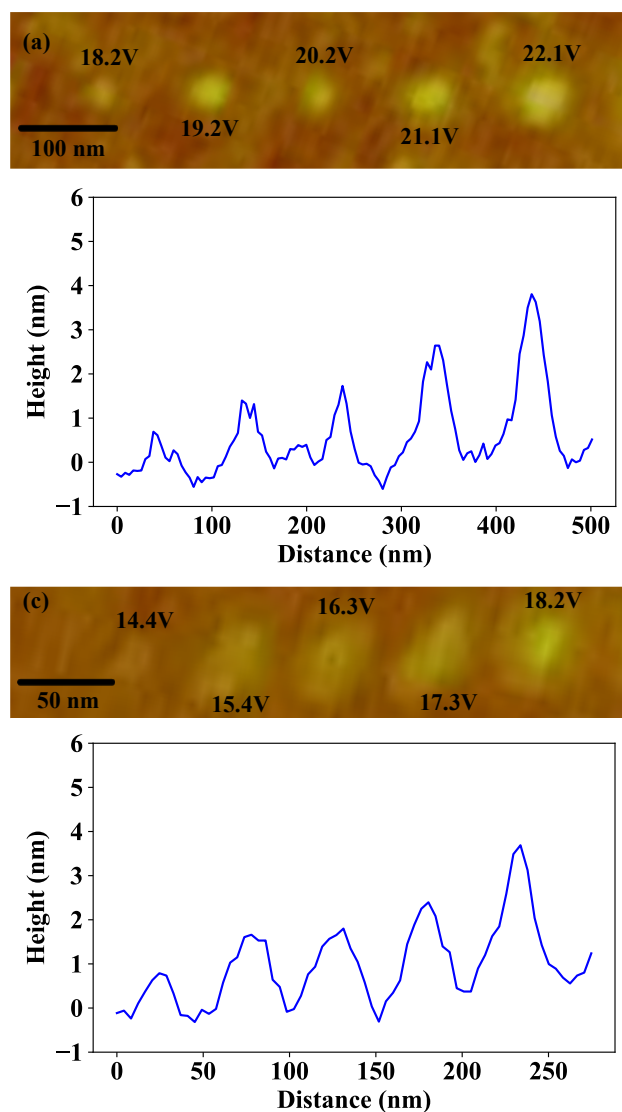 (a)
18.2V
20.2V
22.1V
19.2V
21.1V
100 nm
6
5
4
3
2
1
0
−1
Height (nm)
0
100
200
300
400
500
Distance (nm)
(c)
14.4V
16.3V
18.2V
15.4V
17.3V
50 nm
6
5
4
3
2
1
0
−1
Height (nm)
0
50
100
150
200
250
Distance (nm)